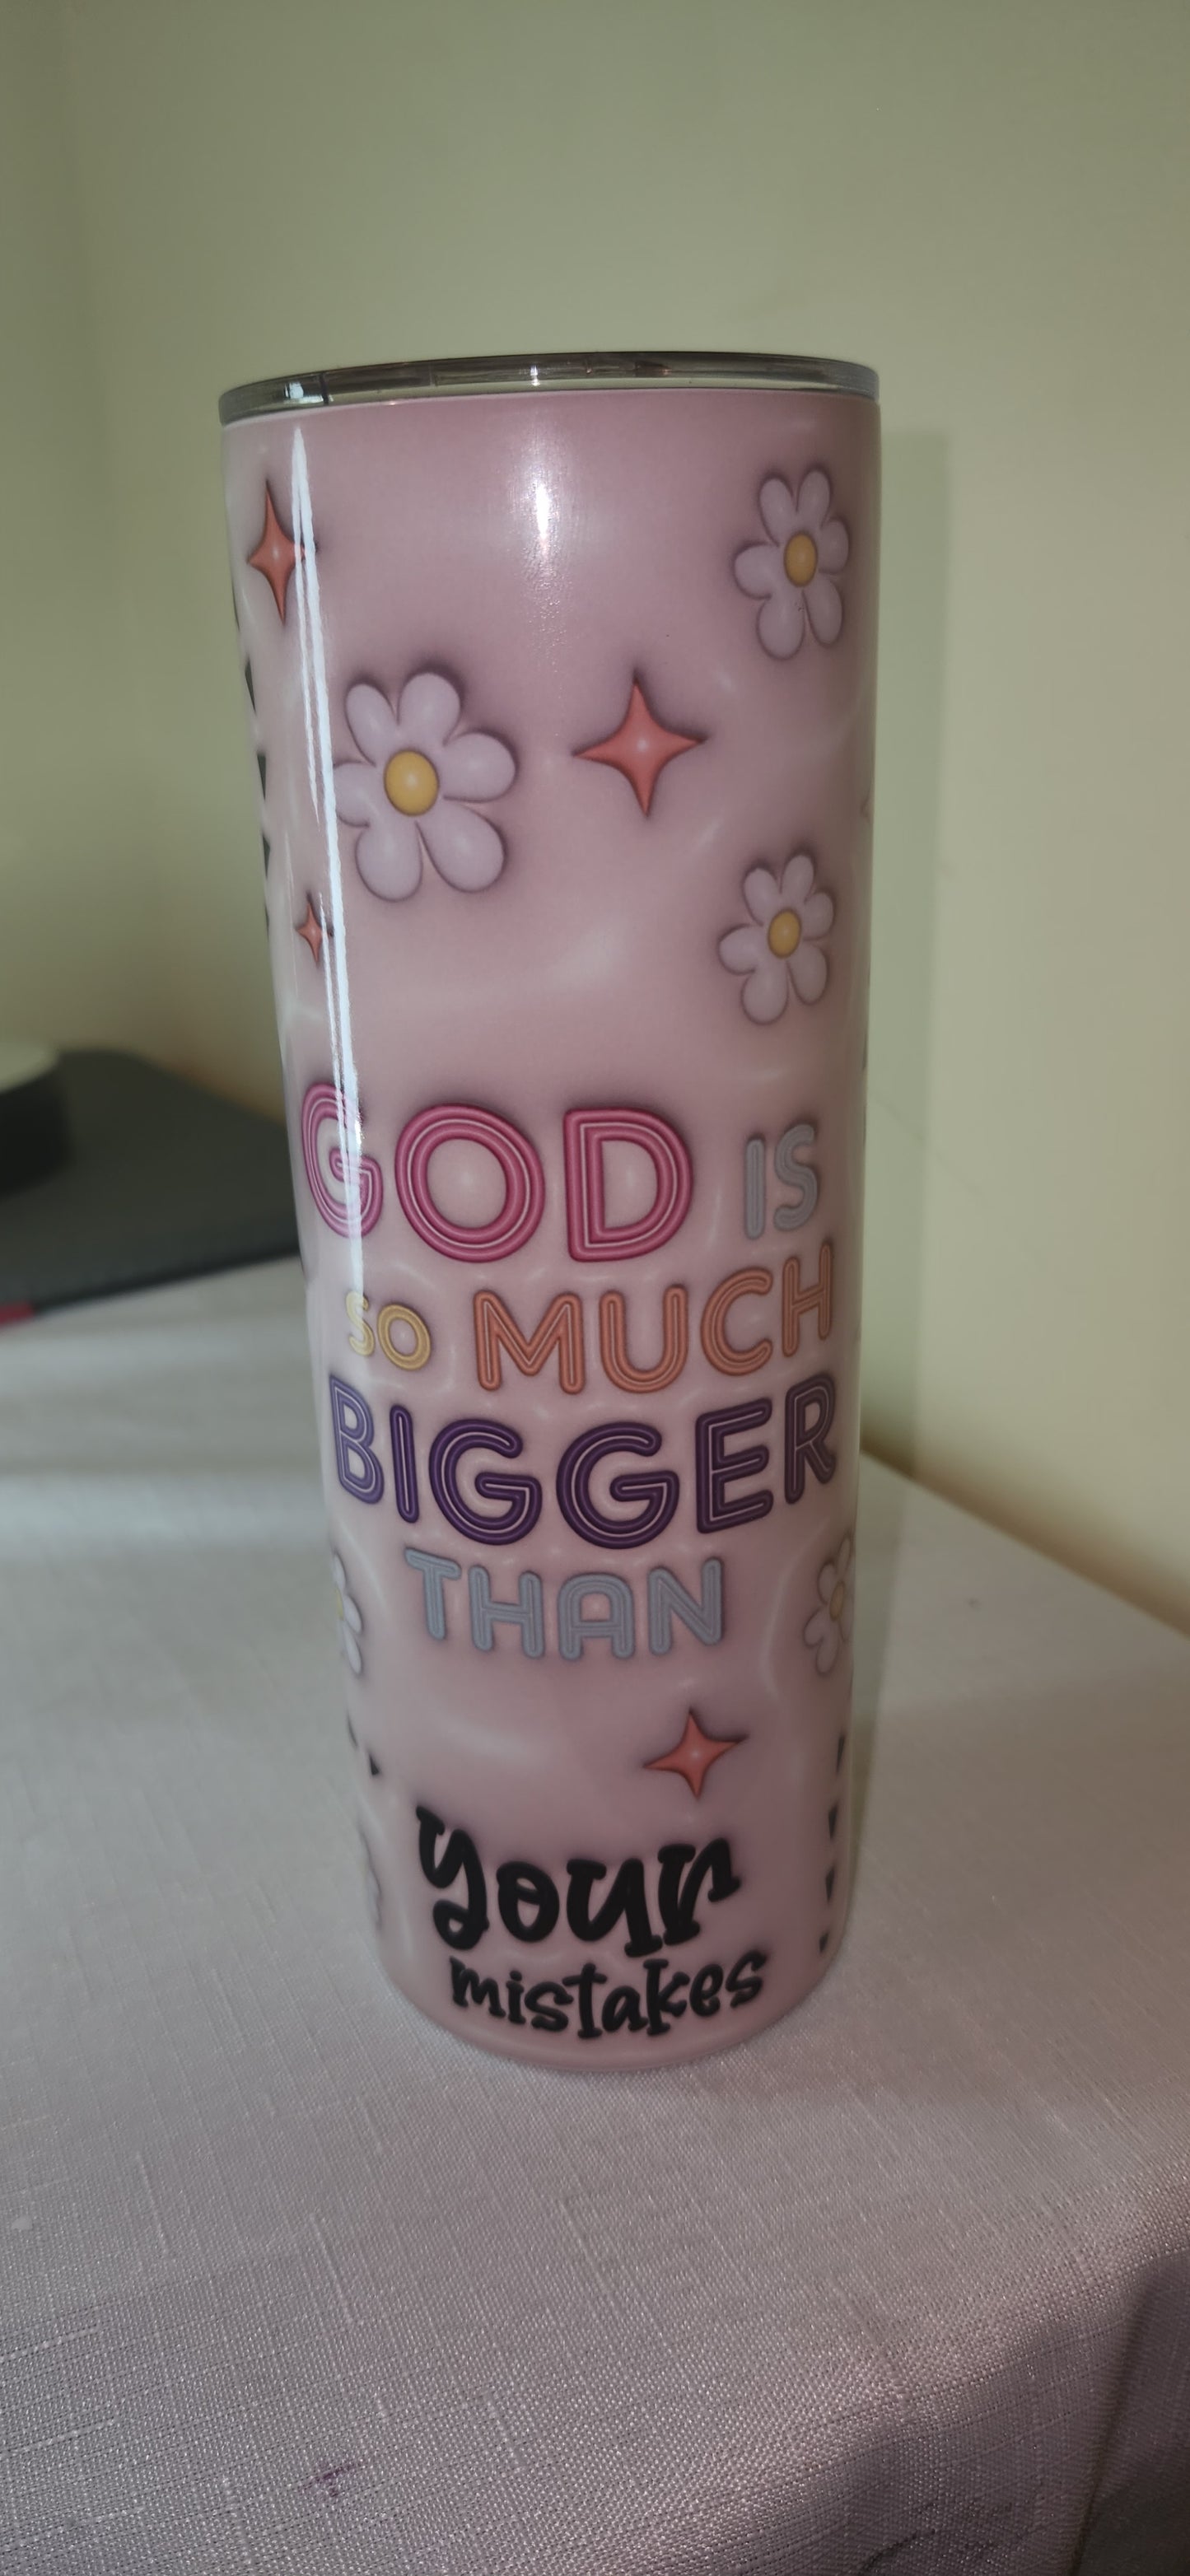 GOD IS
SO MUCH
BIGGER
THAN
your
mistakes